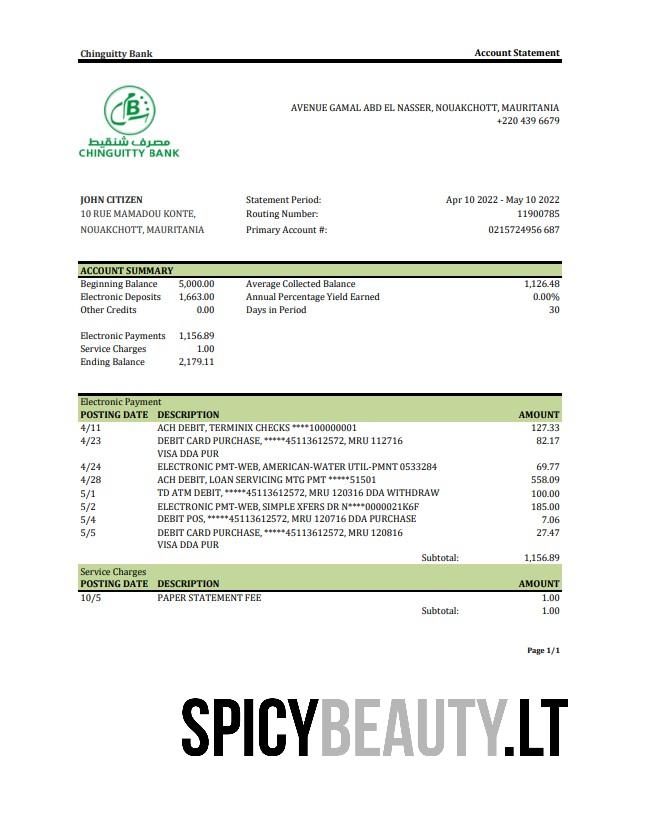 Chinguitty Bank Account Statement
مصرف شنقيط
CHINGUITTY BANK
AVENUE GAMAL ABD EL NASSER, NOUAKCHOTT, MAURITANIA
+220 439 6679
JOHN CITIZEN Statement Period: Apr 10 2022 - May 10 2022
10 RUE MAMADOU KONTE, Routing Number: 11900785
NOUAKCHOTT, MAURITANIA Primary Account #: 0215724956 687
ACCOUNT SUMMARY
Beginning Balance 5,000.00 Average Collected Balance 1,126.48
Electronic Deposits 1,663.00 Annual Percentage Yield Earned 0.00%
Other Credits 0.00 Days in Period 30
Electronic Payments 1,156.89
Service Charges 1.00
Ending Balance 2,179.11
Electronic Payment
POSTING DATE DESCRIPTION AMOUNT
4/11 ACH DEBIT, TERMINIX CHECKS ****100000001 127.33
4/23 DEBIT CARD PURCHASE, *****45113612572, MRU 112716 82.17
VISA DDA PUR
4/24 ELECTRONIC PMT-WEB, AMERICAN-WATER UTIL-PMNT 0533284 69.77
4/28 ACH DEBIT, LOAN SERVICING MTG PMT *****51501 558.09
5/1 TD ATM DEBIT, *****45113612572, MRU 120316 DDA WITHDRAW 100.00
5/2 ELECTRONIC PMT-WEB, SIMPLE XFERS DR N****0000021K6F 185.00
5/4 DEBIT POS, *****45113612572, MRU 120716 DDA PURCHASE 7.06
5/5 DEBIT CARD PURCHASE, *****45113612572, MRU 120816 27.47
VISA DDA PUR
Subtotal: 1,156.89
Service Charges
POSTING DATE DESCRIPTION AMOUNT
10/5 PAPER STATEMENT FEE 1.00
Subtotal: 1.00
Page 1/1
SPICYBEAUTY.LT